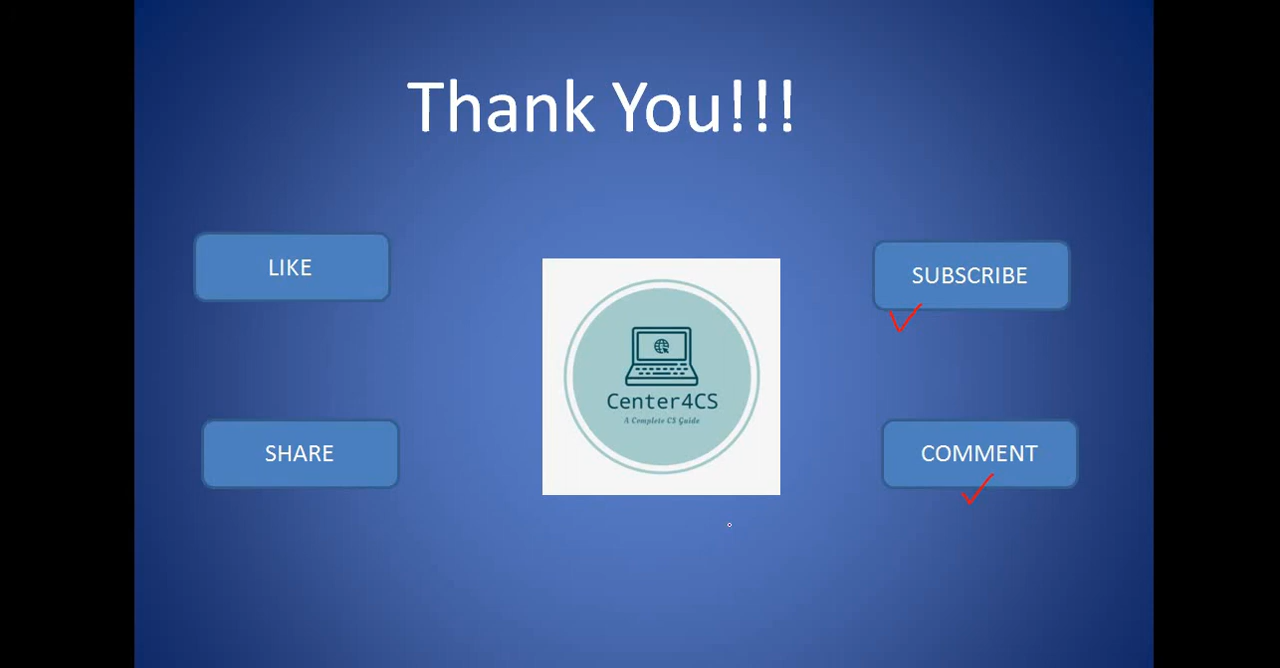 Thank You!!!
LIKE
SUBSCRIBE
Center4CS
A Complete CS Guide
SHARE
COMMENT